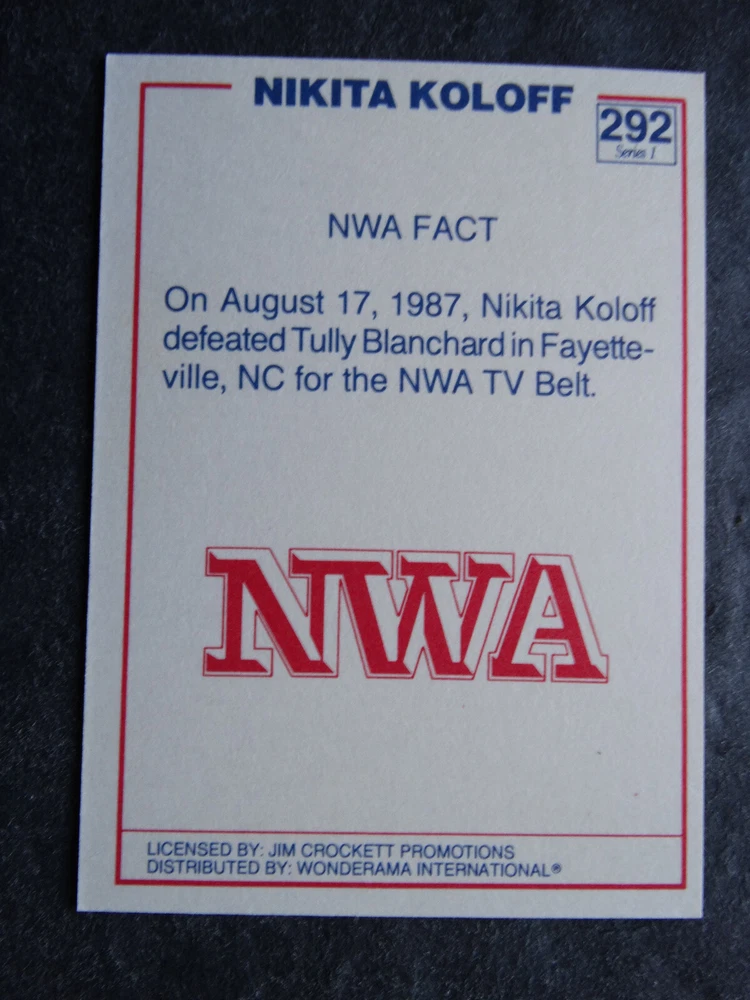 NIKITA KOLOFF
292
Series I
NWA FACT
On August 17, 1987, Nikita Koloff
defeated Tully Blanchard in Fayette-
ville, NC for the NWA TV Belt.
NWA
LICENSED BY: JIM CROCKETT PROMOTIONS
DISTRIBUTED BY: WONDERAMA INTERNATIONAL®